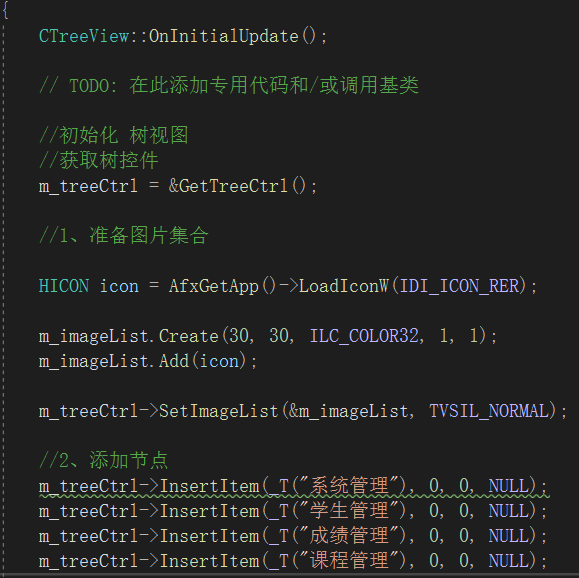 {
CTreeView::OnInitialUpdate();
// TODO: 在此添加专用代码和/或调用基类
//初始化 树视图
//获取树控件
m_treeCtrl = &GetTreeCtrl();
//1、准备图片集合
HICON icon = AfxGetApp()->LoadIconW(IDI_ICON_RER);
m_imageList.Create(30, 30, ILC_COLOR32, 1, 1);
m_imageList.Add(icon);
m_treeCtrl->SetImageList(&m_imageList, TVSIL_NORMAL);
//2、添加节点
m_treeCtrl->InsertItem(_T("系统管理"), 0, 0, NULL);
m_treeCtrl->InsertItem(_T("学生管理"), 0, 0, NULL);
m_treeCtrl->InsertItem(_T("成绩管理"), 0, 0, NULL);
m_treeCtrl->InsertItem(_T("课程管理"), 0, 0, NULL);